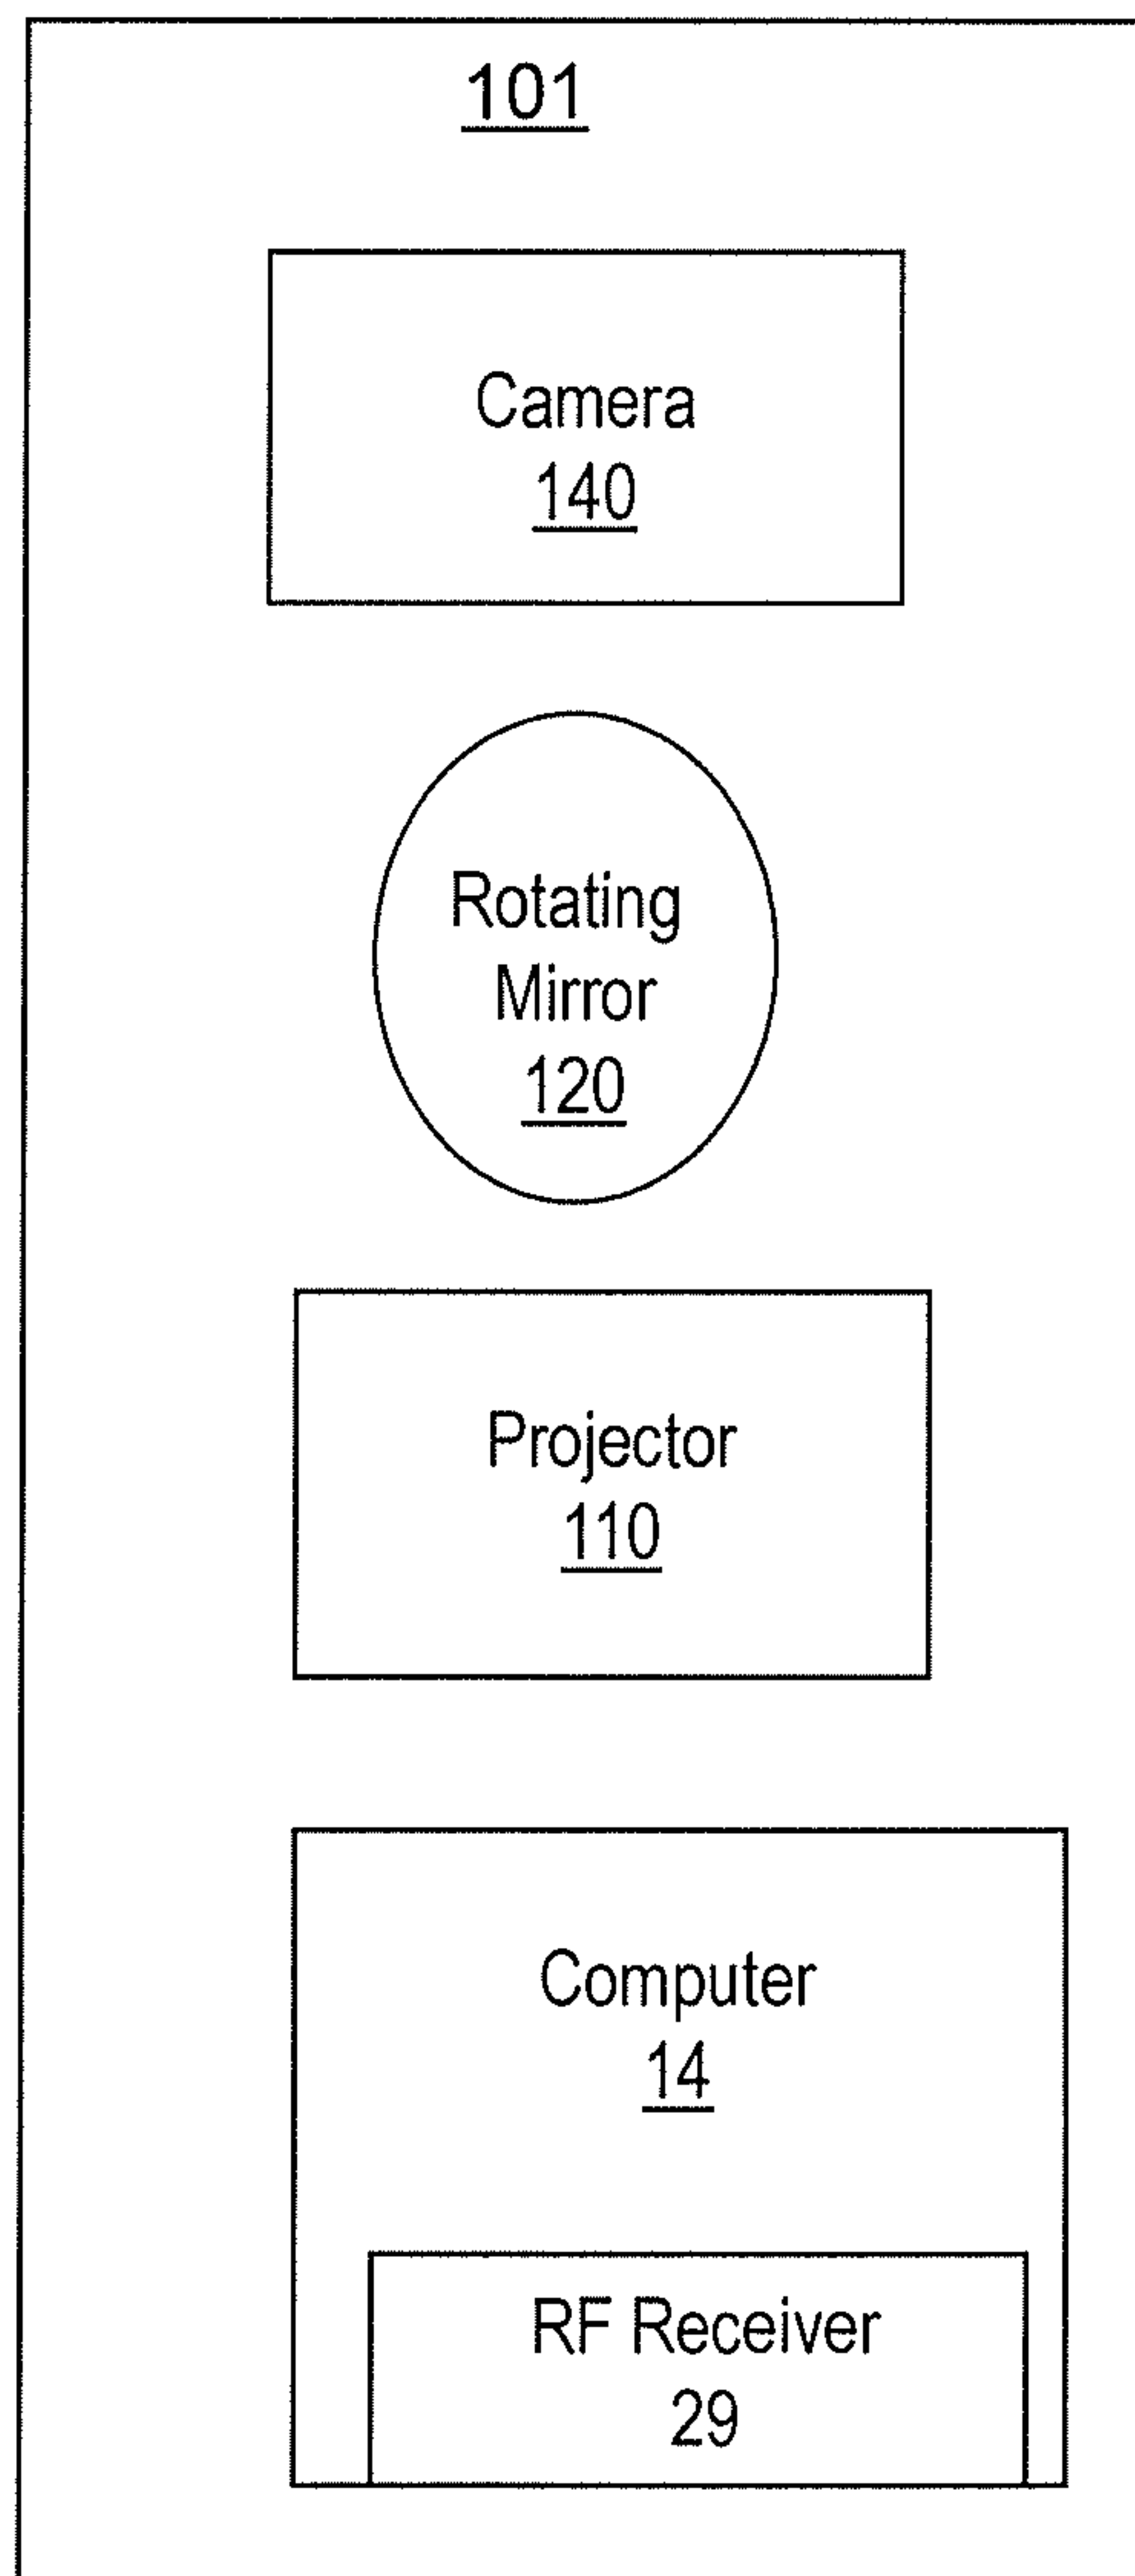 101
Camera
140
Rotating
Mirror
120
Projector
110
Computer
14
RF Receiver
29